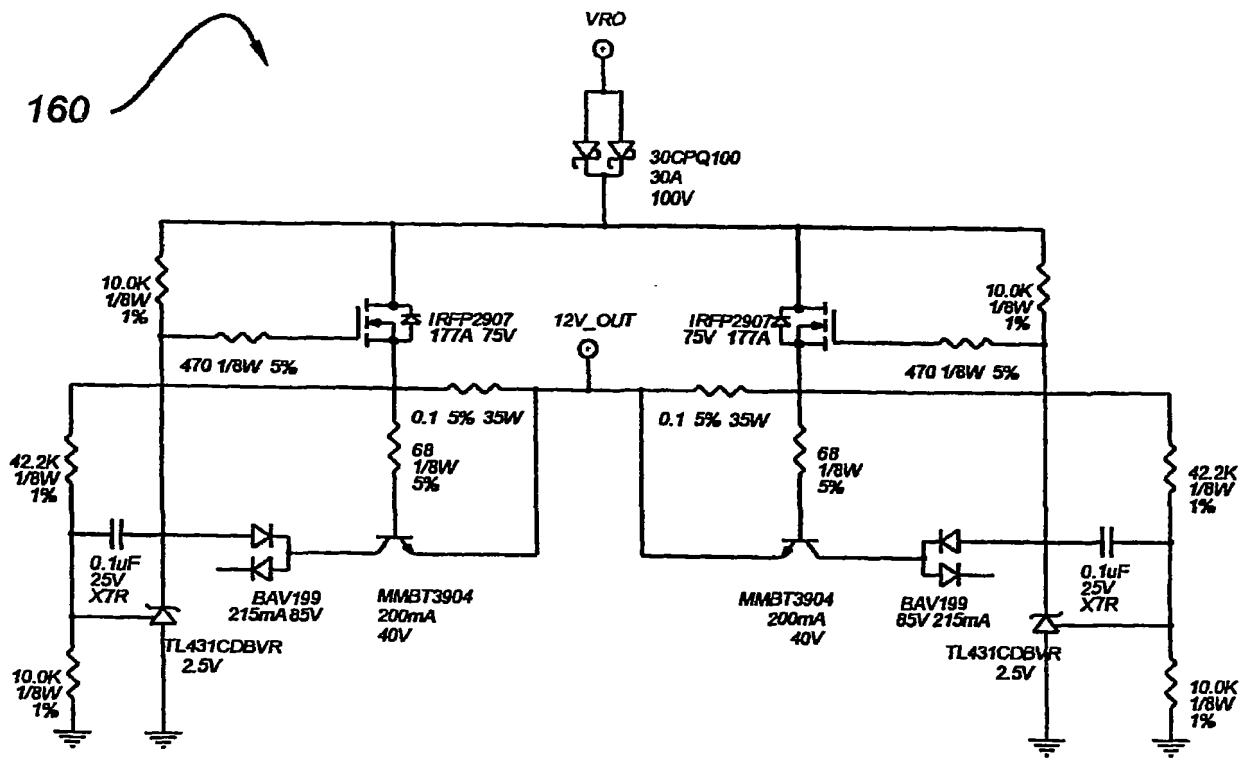 VRO
160
30CPQ100
30A
100V
10.0K
1/8W
1%
IRFP2907
177A 75V
12V_OUT
IRFP2907
75V 177A
10.0K
1/8W
1%
470 1/8W 5%
470 1/8W 5%
0.1 5% 35W
0.1 5% 35W
42.2K
1/8W
1%
68
1/8W
5%
68
1/8W
5%
42.2K
1/8W
1%
0.1uF
25V
X7R
BAV199
215mA 85V
MMBT3904
200mA
40V
MMBT3904
200mA
40V
BAV199
85V 215mA
0.1uF
25V
X7R
TL431CDBVR
2.5V
TL431CDBVR
2.5V
10.0K
1/8W
1%
10.0K
1/8W
1%